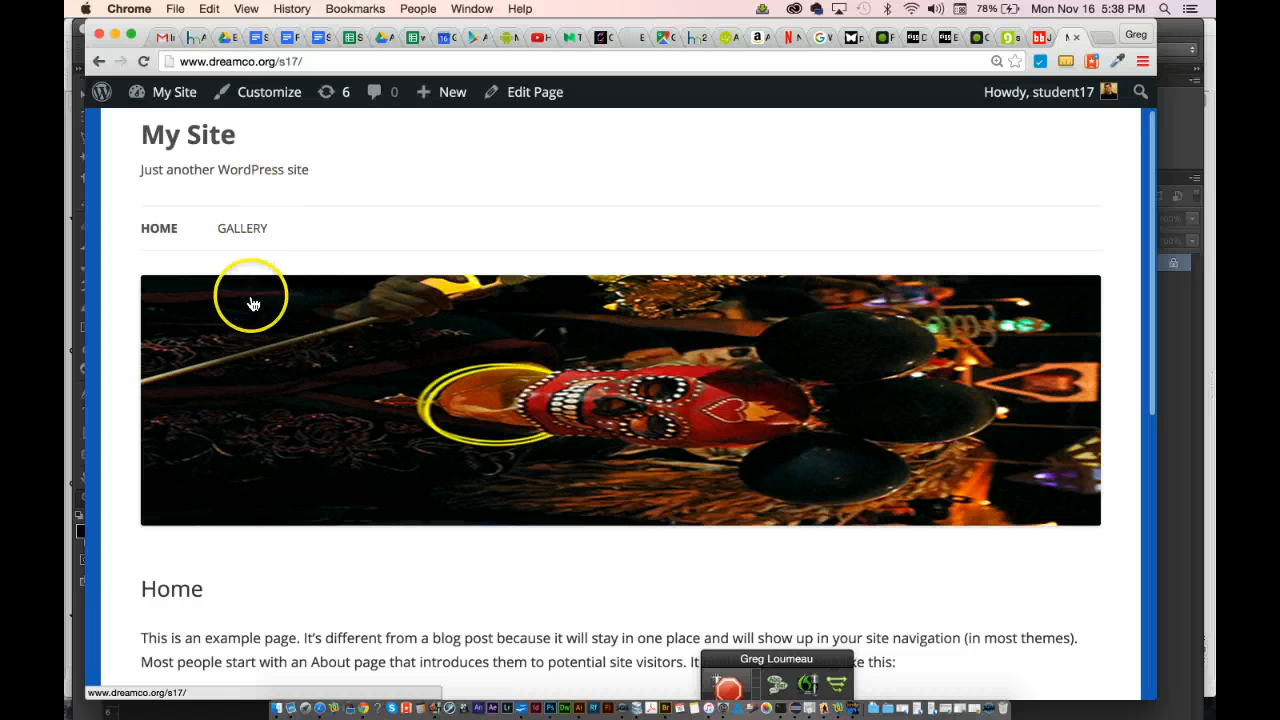 Chrome File Edit View History Bookmarks People Window Help 78% Mon Nov 16 5:38 PM
Greg
www.dreamco.org/s17/
My Site Customize 6 0 New Edit Page Howdy, student17
My Site
Just another WordPress site
HOME GALLERY
Home
This is an example page. It's different from a blog post because it will stay in one place and will show up in your site navigation (in most themes).
Most people start with an About page that introduces them to potential site visitors. It this:
Greg Loumeau
www.dreamco.org/s17/